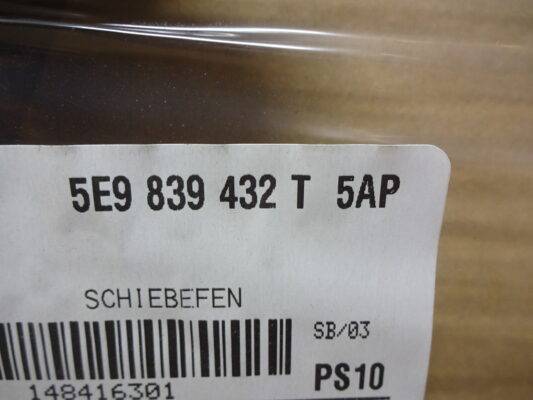 5E9 839 432 T 5AP
SCHIEBEFEN
SB/03
PS10
148416301